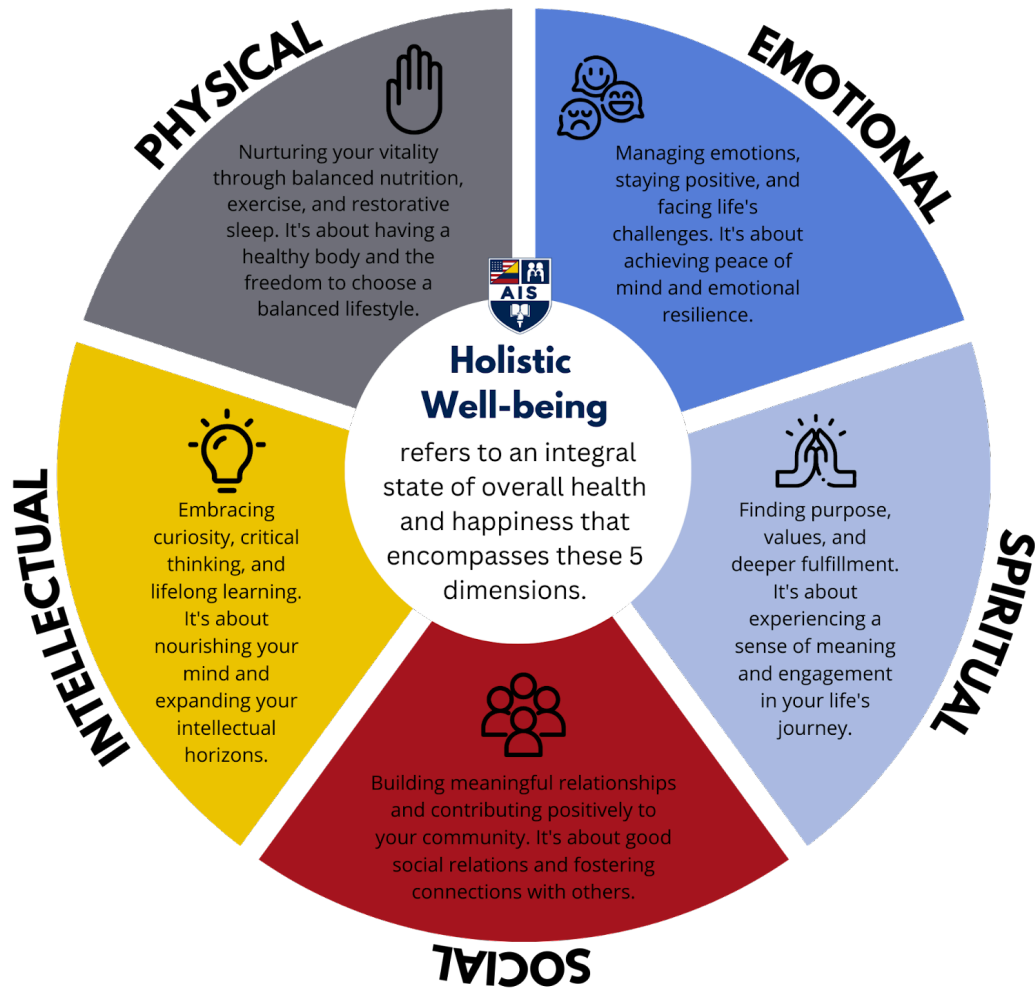 PHYSICAL
Nurturing your vitality
through balanced nutrition,
exercise, and restorative
sleep. It's about having a
healthy body and the
freedom to choose a
balanced lifestyle.
EMOTIONAL
Managing emotions,
staying positive, and
facing life's
challenges. It's about
achieving peace of
mind and emotional
resilience.
AIS
Holistic
Well-being
refers to an integral
state of overall health
and happiness that
encompasses these 5
dimensions.
INTELLECTUAL
Embracing
curiosity, critical
thinking, and
lifelong learning.
It's about
nourishing your
mind and
expanding your
intellectual
horizons.
SPIRITUAL
Finding purpose,
values, and
deeper fulfillment.
It's about
experiencing a
sense of meaning
and engagement
in your life's
journey.
Building meaningful relationships
and contributing positively to
your community. It's about good
social relations and fostering
connections with others.
SOCIAL